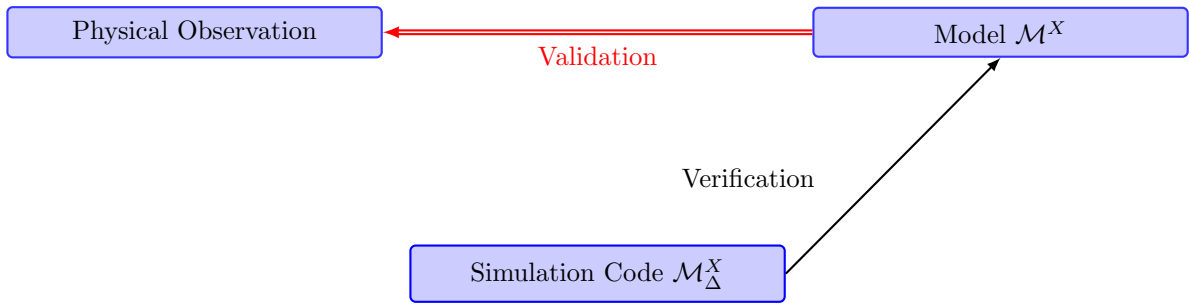 Physical Observation
Model $\mathcal{M}^X$
Validation
Verification
Simulation Code $\mathcal{M}^X_\Delta$